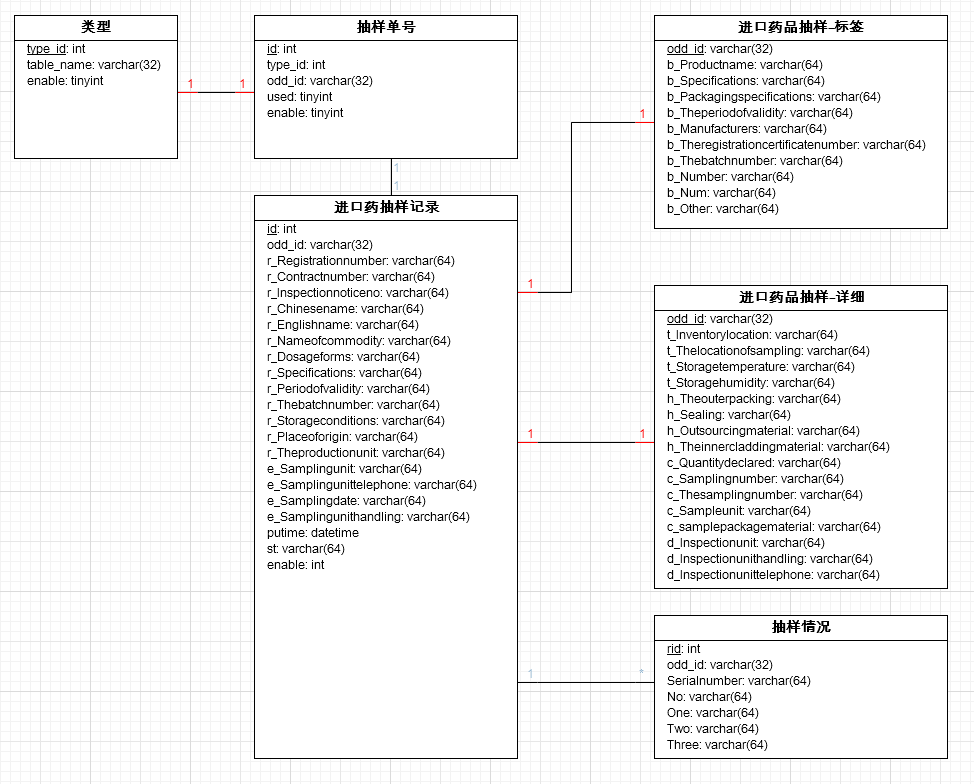 类型
type_id: int
table_name: varchar(32)
enable: tinyint
1
1
抽样单号
id: int
type_id: int
odd_id: varchar(32)
used: tinyint
enable: tinyint
1
1
进口药抽样记录
id: int
odd_id: varchar(32)
r_Registrationnumber: varchar(64)
r_Contractnumber: varchar(64)
r_Inspectionnoticeno: varchar(64)
r_Chinesename: varchar(64)
r_Englishname: varchar(64)
r_Nameofcommodity: varchar(64)
r_Dosageforms: varchar(64)
r_Specifications: varchar(64)
r_Periodofvalidity: varchar(64)
r_Thebatchnumber: varchar(64)
r_Storageconditions: varchar(64)
r_Placeoforigin: varchar(64)
r_Theproductionunit: varchar(64)
e_Samplingunit: varchar(64)
e_Samplingunittelephone: varchar(64)
e_Samplingdate: varchar(64)
e_Samplingunithandling: varchar(64)
putime: datetime
st: varchar(64)
enable: int
1
1
进口药品抽样-标签
odd_id: varchar(32)
b_Productname: varchar(64)
b_Specifications: varchar(64)
b_Packagingspecifications: varchar(64)
b_Theperiodofvalidity: varchar(64)
b_Manufacturers: varchar(64)
b_Theregistrationcertificatenumber: varchar(64)
b_Thebatchnumber: varchar(64)
b_Number: varchar(64)
b_Num: varchar(64)
b_Other: varchar(64)
1
1
进口药品抽样-详细
odd_id: varchar(32)
t_Inventorylocation: varchar(64)
t_Thelocationofsampling: varchar(64)
t_Storagetemperature: varchar(64)
t_Storagehumidity: varchar(64)
h_Theouterpacking: varchar(64)
h_Sealing: varchar(64)
h_Outsourcingmaterial: varchar(64)
h_Theinnercladdingmaterial: varchar(64)
c_Quantitydeclared: varchar(64)
c_Samplingnumber: varchar(64)
c_Thesamplingnumber: varchar(64)
c_Sampleunit: varchar(64)
c_samplepackagematerial: varchar(64)
d_Inspectionunit: varchar(64)
d_Inspectionunithandling: varchar(64)
d_Inspectionunittelephone: varchar(64)
1
*
抽样情况
rid: int
odd_id: varchar(32)
Serialnumber: varchar(64)
No: varchar(64)
One: varchar(64)
Two: varchar(64)
Three: varchar(64)